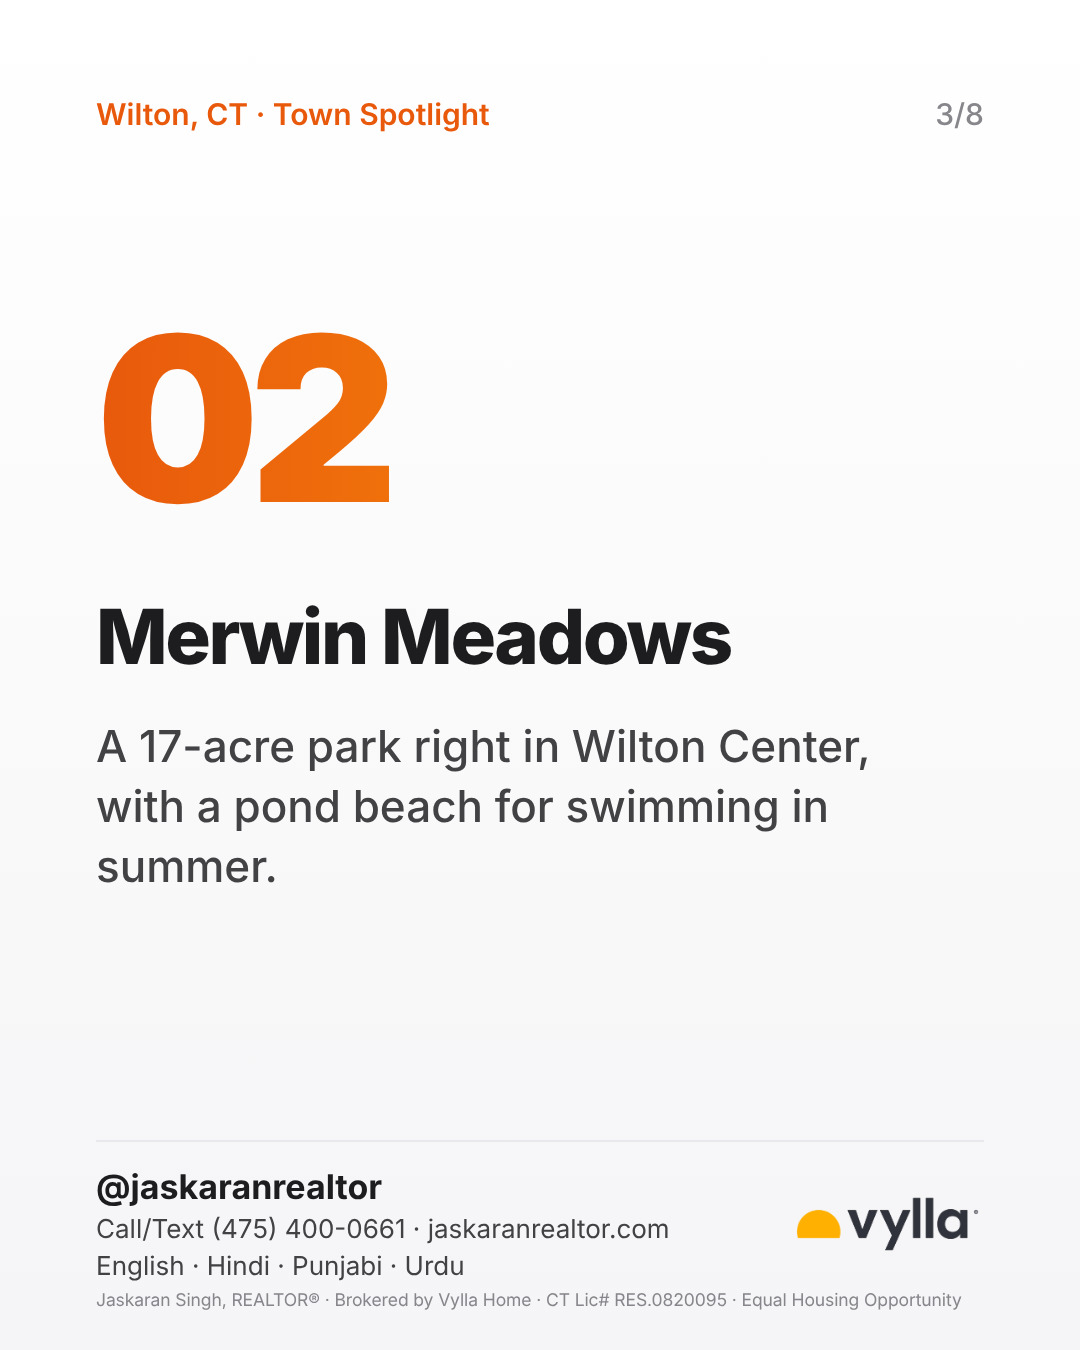 Wilton, CT · Town Spotlight
3/8
02
Merwin Meadows
A 17-acre park right in Wilton Center,
with a pond beach for swimming in
summer.
@jaskaranrealtor
Call/Text (475) 400-0661 · jaskaranrealtor.com
English · Hindi · Punjabi · Urdu
Jaskaran Singh, REALTOR® · Brokered by Vylla Home · CT Lic# RES.0820095 · Equal Housing Opportunity
vylla